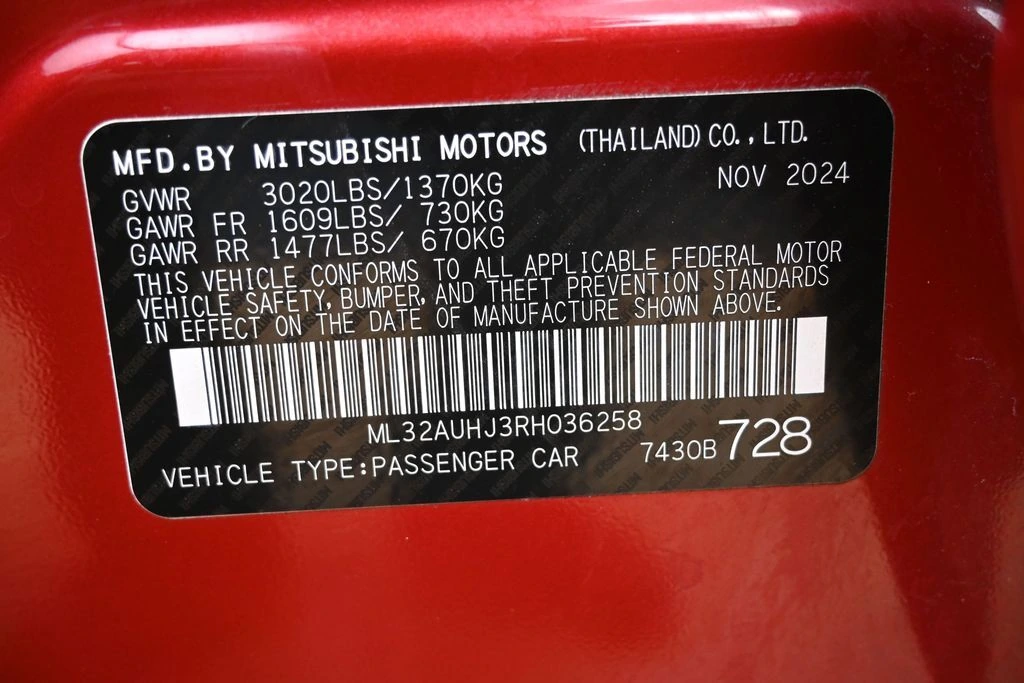 MFD.BY MITSUBISHI MOTORS (THAILAND) CO., LTD.
GVWR 3020LBS/1370KG NOV 2024
GAWR FR 1609LBS/ 730KG
GAWR RR 1477LBS/ 670KG
THIS VEHICLE CONFORMS TO ALL APPLICABLE FEDERAL MOTOR
VEHICLE SAFETY, BUMPER, AND THEFT PREVENTION STANDARDS
IN EFFECT ON THE DATE OF MANUFACTURE SHOWN ABOVE.
ML32AUHJ3RH036258
VEHICLE TYPE:PASSENGER CAR 7430B 728